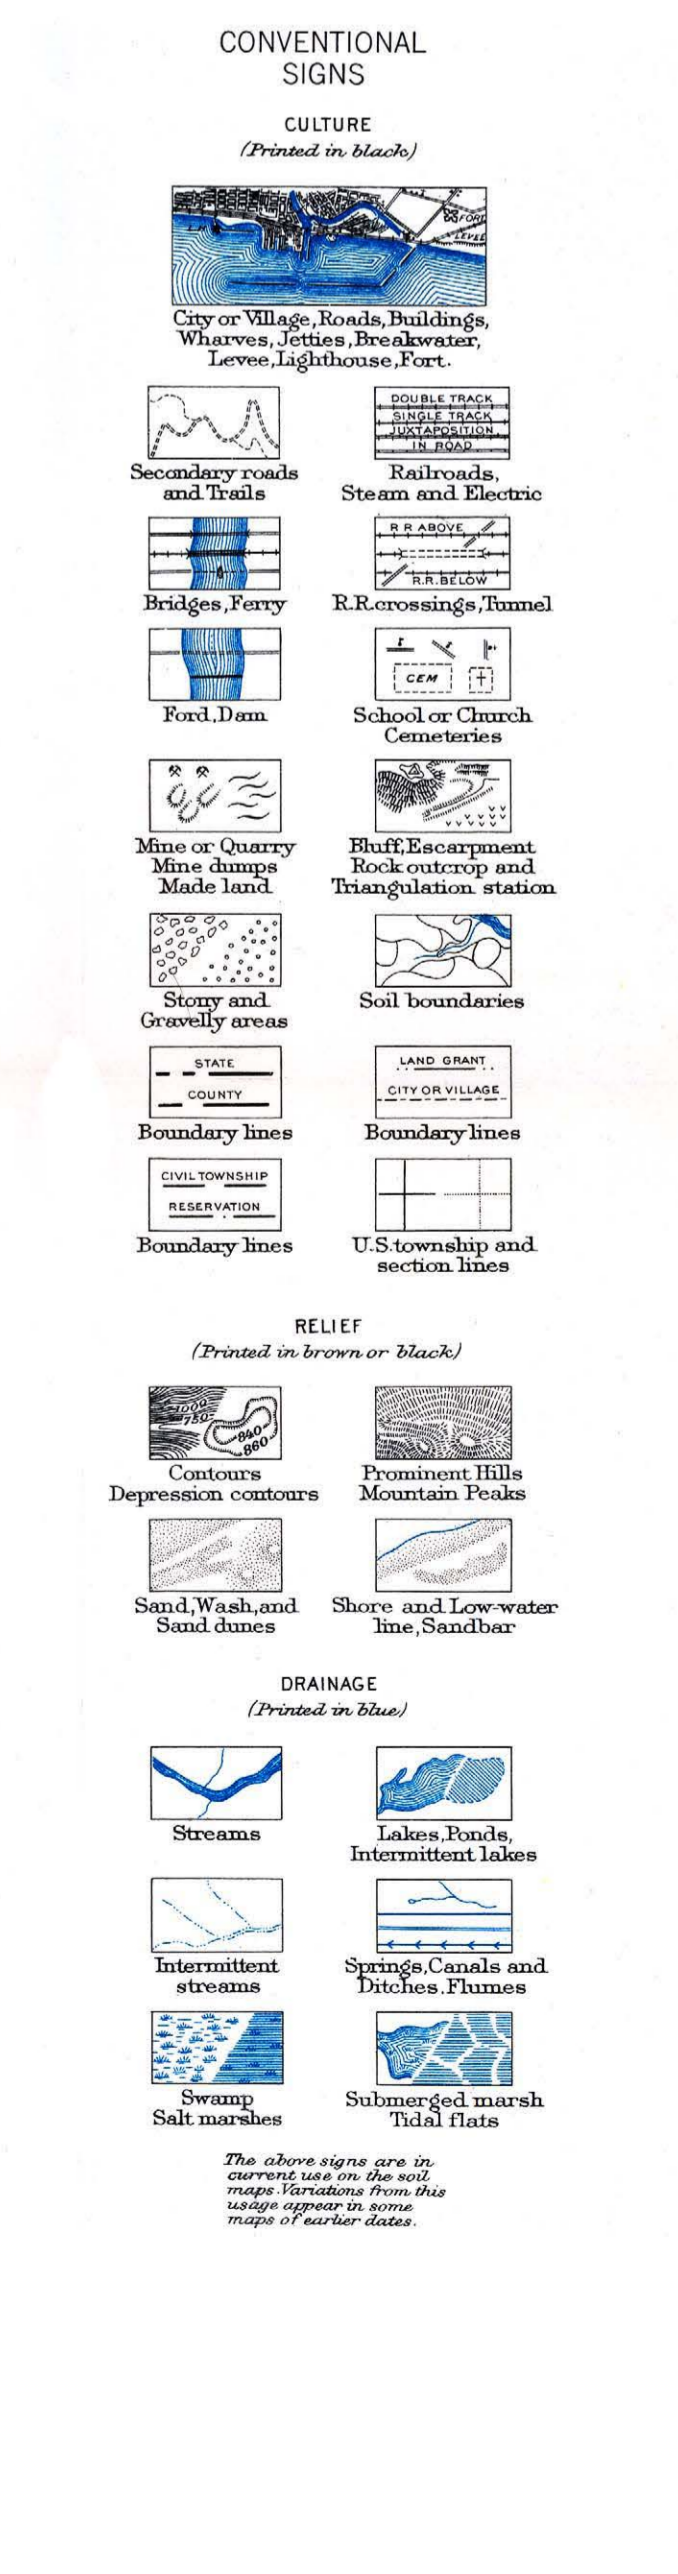 CONVENTIONAL
SIGNS
CULTURE
(Printed in black)
L.H.
FORT
LEVEE
City or Village, Roads, Buildings,
Wharves, Jetties, Breakwater,
Levee, Lighthouse, Fort.
DOUBLE TRACK
SINGLE TRACK
JUXTAPOSITION
IN ROAD
Secondary roads
and Trails
Railroads,
Steam and Electric
R R ABOVE
R.R. BELOW
Bridges, Ferry
R.R. crossings, Tunnel
CEM
Ford, Dam
School or Church
Cemeteries
Mine or Quarry
Mine dumps
Made land
Bluff, Escarpment
Rock outcrop and
Triangulation station
Stony and
Gravelly areas
Soil boundaries
STATE
COUNTY
Boundary lines
LAND GRANT
CITY OR VILLAGE
Boundary lines
CIVIL TOWNSHIP
RESERVATION
Boundary lines
U.S. township and
section lines
RELIEF
(Printed in brown or black)
1000
750
840
860
Contours
Depression contours
Prominent Hills
Mountain Peaks
Sand, Wash, and
Sand dunes
Shore and Low-water
line, Sandbar
DRAINAGE
(Printed in blue)
Streams
Lakes, Ponds,
Intermittent lakes
Intermittent
streams
Springs, Canals and
Ditches. Flumes
Swamp
Salt marshes
Submerged marsh
Tidal flats
The above signs are in
current use on the soil
maps. Variations from this
usage appear in some
maps of earlier dates.